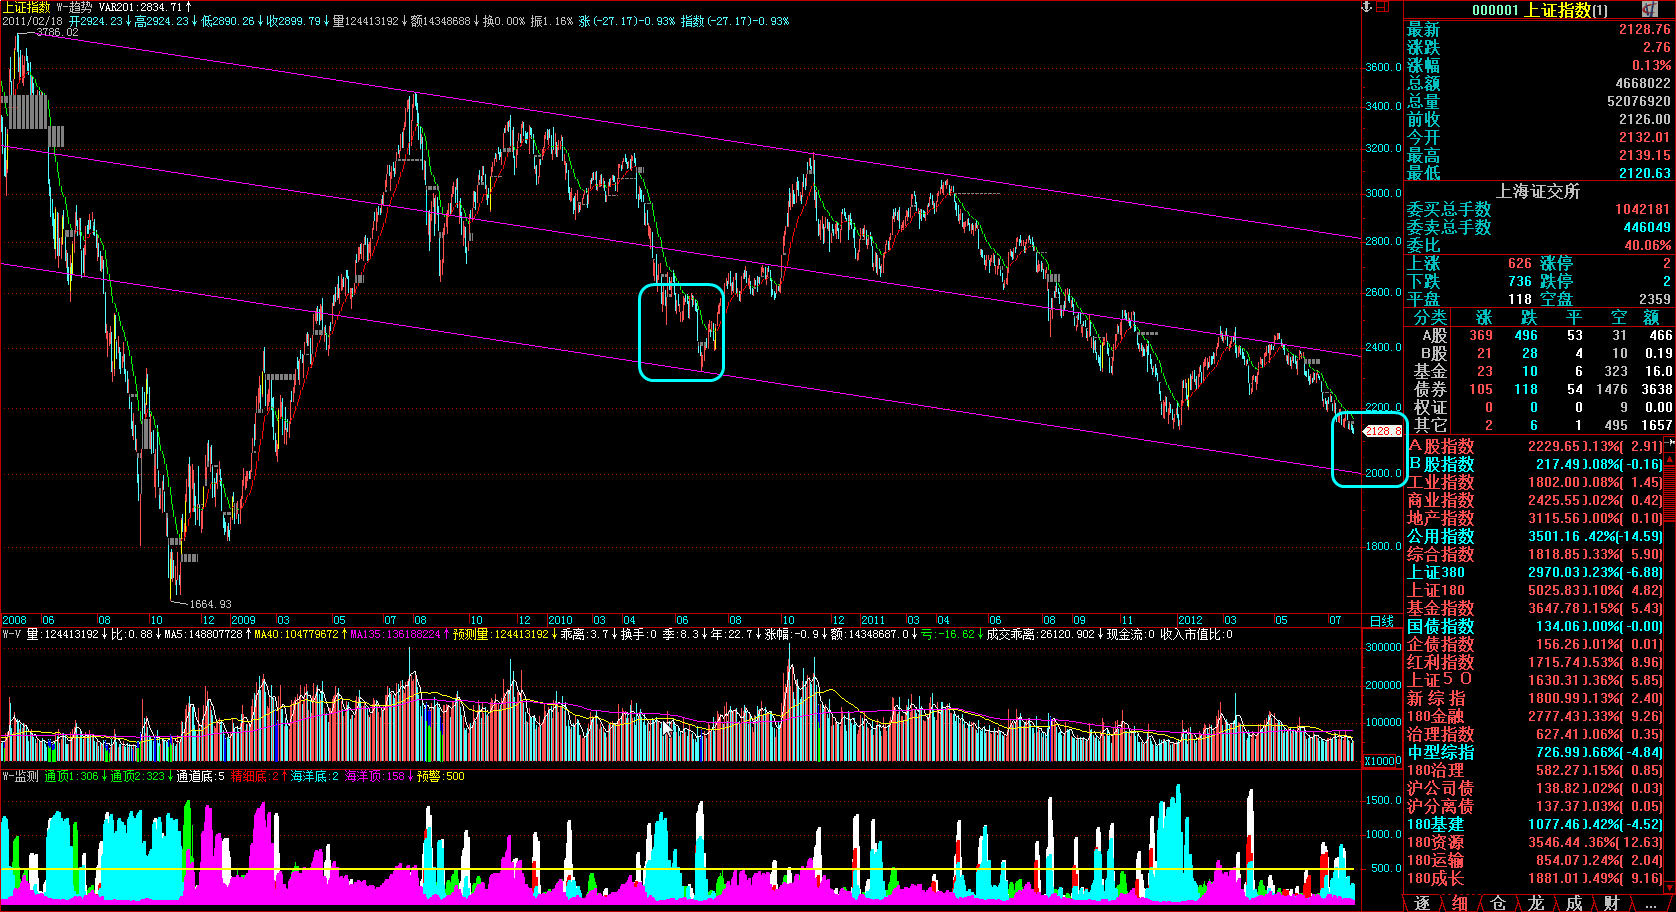 上证指数 W-趋势 VAR201:2834.71↑
2011/02/18 开2924.23↓高2924.23↓低2890.26↓收2899.79↓量124413192↓额14348688↓换0.00% 振1.16% 涨(-27.17)-0.93% 指数(-27.17)-0.93%
3786.02
3600.0
3400.0
3200.0
3000.0
2800.0
2600.0
2400.0
2200.0
2128.8
2000.0
1800.0
1664.93
2008 06 08 10 12 2009 03 05 07 08 10 12 2010 03 04 06 08 10 12 2011 03 04 06 08 09 11 2012 03 05 07 日线
W-V 量:124413192↓比:0.88↓MA5:148807728↑MA40:104779672↑MA135:136188224↑预测量:124413192↓乖离:3.7↓换手:0↓季:8.3↓年:22.7↓涨幅:-0.9↓额:14348687.0↓亏:-16.62↓成交乖离:26120.902↓现金流:0 收入市值比:0
300000
200000
100000
X10000
W-监测 通顶1:306↓通顶2:323↓通道底:5 精细底:2↑海洋底:2 海洋顶:158↓预警:500
1500.0
1000.0
500.0
000001 上证指数(1)
最新 2128.76
涨跌 2.76
涨幅 0.13%
总额 4668022
总量 52076920
前收 2126.00
今开 2132.01
最高 2139.15
最低 2120.63
上海证交所
委买总手数 1042181
委卖总手数 446049
委比 40.06%
上涨 626 涨停 2
下跌 736 跌停 2
平盘 118 空盘 2359
分类 涨 跌 平 空 额
A股 369 496 53 31 466
B股 21 28 4 10 0.19
基金 23 10 6 323 16.0
债券 105 118 54 1476 3638
权证 0 0 0 9 0.00
其它 2 6 1 495 1657
A股指数 2229.65 0.13%( 2.91)
B股指数 217.49 0.08%( -0.16)
工业指数 1802.00 0.08%( 1.45)
商业指数 2425.55 0.02%( 0.42)
地产指数 3115.56 0.00%( 0.10)
公用指数 3501.16 .42%(-14.59)
综合指数 1818.85 0.33%( 5.90)
上证380 2970.03 0.23%( -6.88)
上证180 5025.83 0.10%( 4.82)
基金指数 3647.78 0.15%( 5.43)
国债指数 134.06 0.00%( -0.00)
企债指数 156.26 0.01%( 0.01)
红利指数 1715.74 0.53%( 8.96)
上证50 1630.31 0.36%( 5.85)
新综指 1800.99 0.13%( 2.40)
180金融 2777.43 0.33%( 9.26)
治理指数 627.41 0.06%( 0.35)
中型综指 726.99 0.66%( -4.84)
180治理 582.27 0.15%( 0.85)
沪公司债 138.82 0.02%( 0.03)
沪分离债 137.37 0.03%( 0.05)
180基建 1077.46 0.42%( -4.52)
180资源 3546.44 .36%( 12.63)
180运输 854.07 0.24%( 2.04)
180成长 1881.01 0.49%( 9.16)
逐 细 仓 龙 成 财 ...